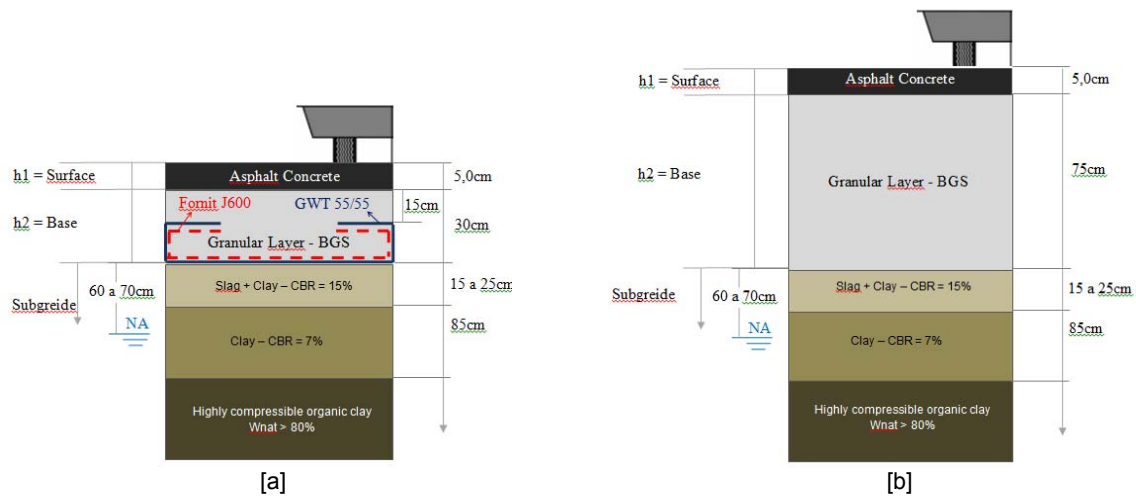 h1 = Surface
Asphalt Concrete
5,0cm
Fornit J600
GWT 55/55
15cm
h2 = Base
30cm
Granular Layer - BGS
Subgreide
60 a 70cm
Slag + Clay – CBR = 15%
15 a 25cm
NA
Clay – CBR = 7%
85cm
Highly compressible organic clay
Wnat > 80%
[a]
h1 = Surface
Asphalt Concrete
5,0cm
h2 = Base
Granular Layer - BGS
75cm
Subgreide
60 a 70cm
Slag + Clay – CBR = 15%
15 a 25cm
NA
Clay – CBR = 7%
85cm
Highly compressible organic clay
Wnat > 80%
[b]